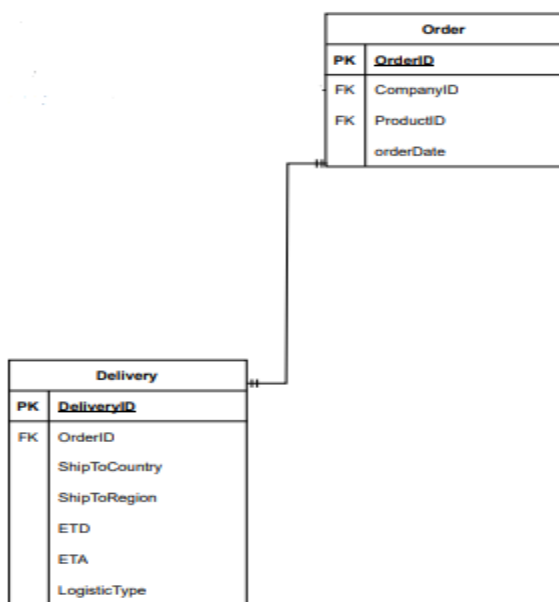 Order
PK OrderID
FK CompanyID
FK ProductID
orderDate
Delivery
PK DeliveryID
FK OrderID
ShipToCountry
ShipToRegion
ETD
ETA
LogisticType